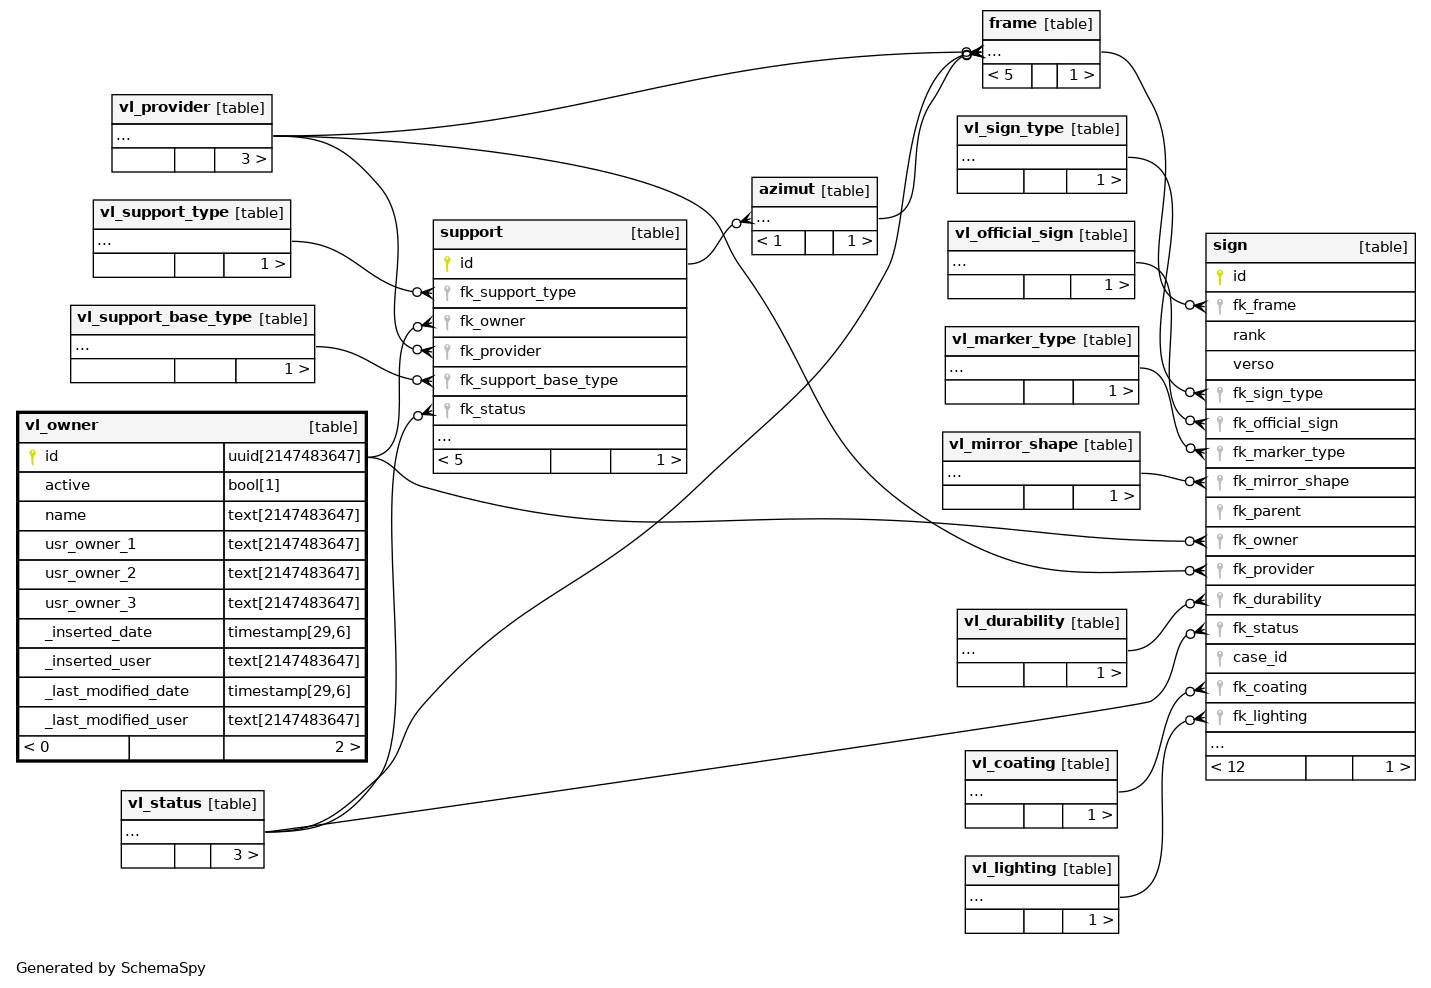 frame [table]
...
< 5 1 >
vl_provider [table]
...
3 >
vl_sign_type [table]
...
1 >
azimut [table]
...
< 1 1 >
vl_support_type [table]
...
1 >
support [table]
id
fk_support_type
fk_owner
fk_provider
fk_support_base_type
fk_status
...
< 5 1 >
vl_official_sign [table]
...
1 >
sign [table]
id
fk_frame
rank
verso
fk_sign_type
fk_official_sign
fk_marker_type
fk_mirror_shape
fk_parent
fk_owner
fk_provider
fk_durability
fk_status
case_id
fk_coating
fk_lighting
...
< 12 1 >
vl_support_base_type [table]
...
1 >
vl_marker_type [table]
...
1 >
vl_owner [table]
id uuid[2147483647]
active bool[1]
name text[2147483647]
usr_owner_1 text[2147483647]
usr_owner_2 text[2147483647]
usr_owner_3 text[2147483647]
_inserted_date timestamp[29,6]
_inserted_user text[2147483647]
_last_modified_date timestamp[29,6]
_last_modified_user text[2147483647]
< 0 2 >
vl_mirror_shape [table]
...
1 >
vl_durability [table]
...
1 >
vl_coating [table]
...
1 >
vl_status [table]
...
3 >
vl_lighting [table]
...
1 >
Generated by SchemaSpy